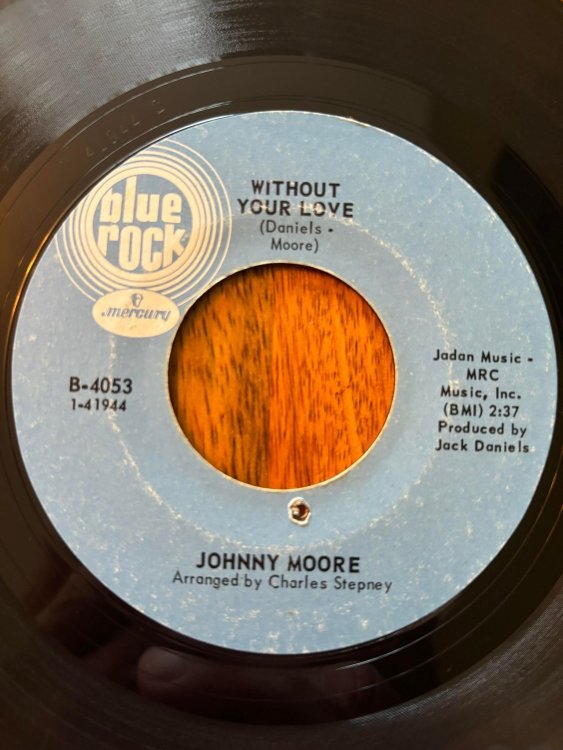 blue
rock
mercury
WITHOUT
YOUR LOVE
(Daniels -
Moore)
B-4053
1-41944
Jadan Music -
MRC
Music, Inc.
(BMI) 2:37
Produced by
Jack Daniels
JOHNNY MOORE
Arranged by Charles Stepney